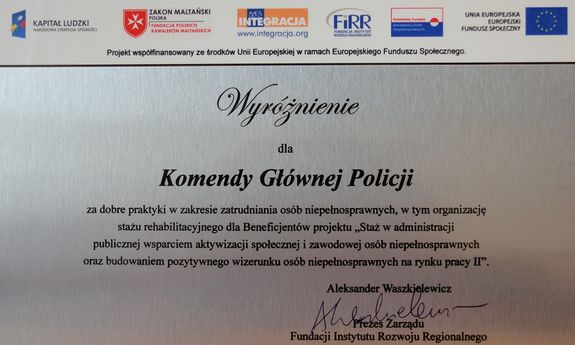 KAPITAŁ LUDZKI
NARODOWA STRATEGIA SPÓJNOŚCI
ZAKON MALTAŃSKI
POLSKA
FUNDACJA POLSKICH
KAWALERÓW MALTAŃSKICH
INTEGRACJA
www.integracja.org
FiRR
FUNDACJA INSTYTUT
ROZWOJU REGIONALNEGO
UNIA EUROPEJSKA
EUROPEJSKI
FUNDUSZ SPOŁECZNY
Projekt współfinansowany ze środków Unii Europejskiej w ramach Europejskiego Funduszu Społecznego.
Wyróżnienie
dla
Komendy Głównej Policji
za dobre praktyki w zakresie zatrudniania osób niepełnosprawnych, w tym organizację
stażu rehabilitacyjnego dla Beneficjentów projektu „Staż w administracji
publicznej wsparciem aktywizacji społecznej i zawodowej osób niepełnosprawnych
oraz budowaniem pozytywnego wizerunku osób niepełnosprawnych na rynku pracy II”.
Aleksander Waszkielewicz
Prezes Zarządu
Fundacji Instytutu Rozwoju Regionalnego